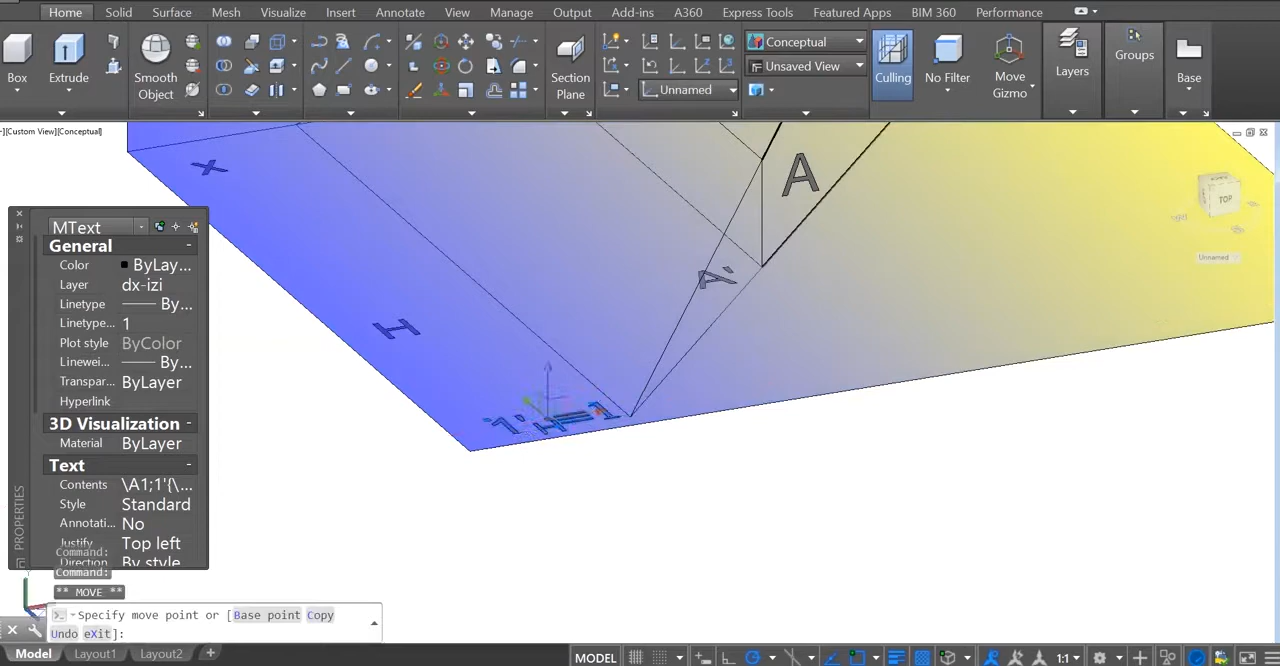 Home Solid Surface Mesh Visualize Insert Annotate View Manage Output Add-ins A360 Express Tools Featured Apps BIM 360 Performance
Conceptual
Unsaved View
Unnamed
Box
Extrude
Smooth
Object
Section
Plane
Culling
No Filter
Move
Gizmo
Layers
Groups
Base
-][Custom View][Conceptual]
TOP
Unnamed
X
A
A'
H
MText
General
Color ByLay...
Layer dx-izi
Linetype By...
Linetype... 1
Plot style ByColor
Linewei... By...
Transpar... ByLayer
Hyperlink
3D Visualization
Material ByLayer
Text
Contents \A1;1'{\...
Style Standard
Annotati... No
Justify Top left
Direction By style
PROPERTIES
Command:
Command:
** MOVE **
Specify move point or [Base point Copy
Undo eXit]:
Model Layout1 Layout2 +
MODEL
1:1